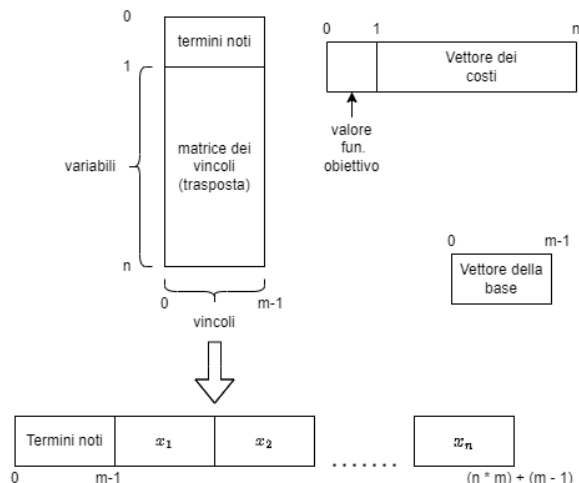 0
termini noti
1
variabili
matrice dei
vincoli
(trasposta)
n
0
m-1
vincoli
0
1
n
Vettore dei
costi
valore
fun.
obiettivo
0
m-1
Vettore della
base
Termini noti
x₁
x₂
.......
xₙ
0
m-1
(n * m) + (m - 1)